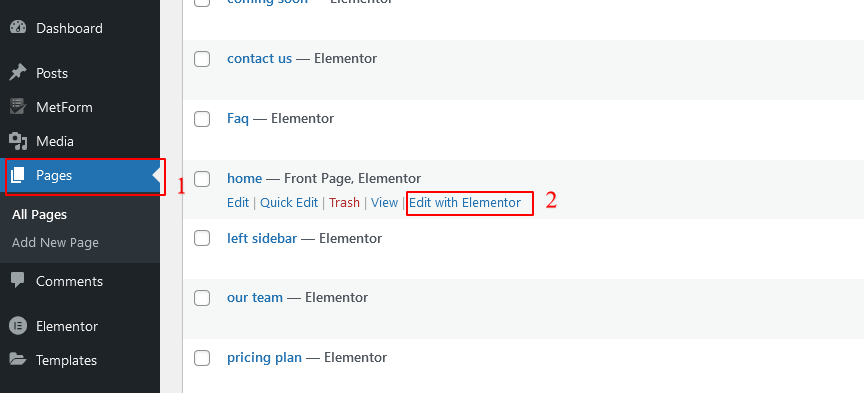 Dashboard
Posts
MetForm
Media
Pages
1
All Pages
Add New Page
Comments
Elementor
Templates
coming soon — Elementor
contact us — Elementor
Faq — Elementor
home — Front Page, Elementor
Edit | Quick Edit | Trash | View | Edit with Elementor
2
left sidebar — Elementor
our team — Elementor
pricing plan — Elementor